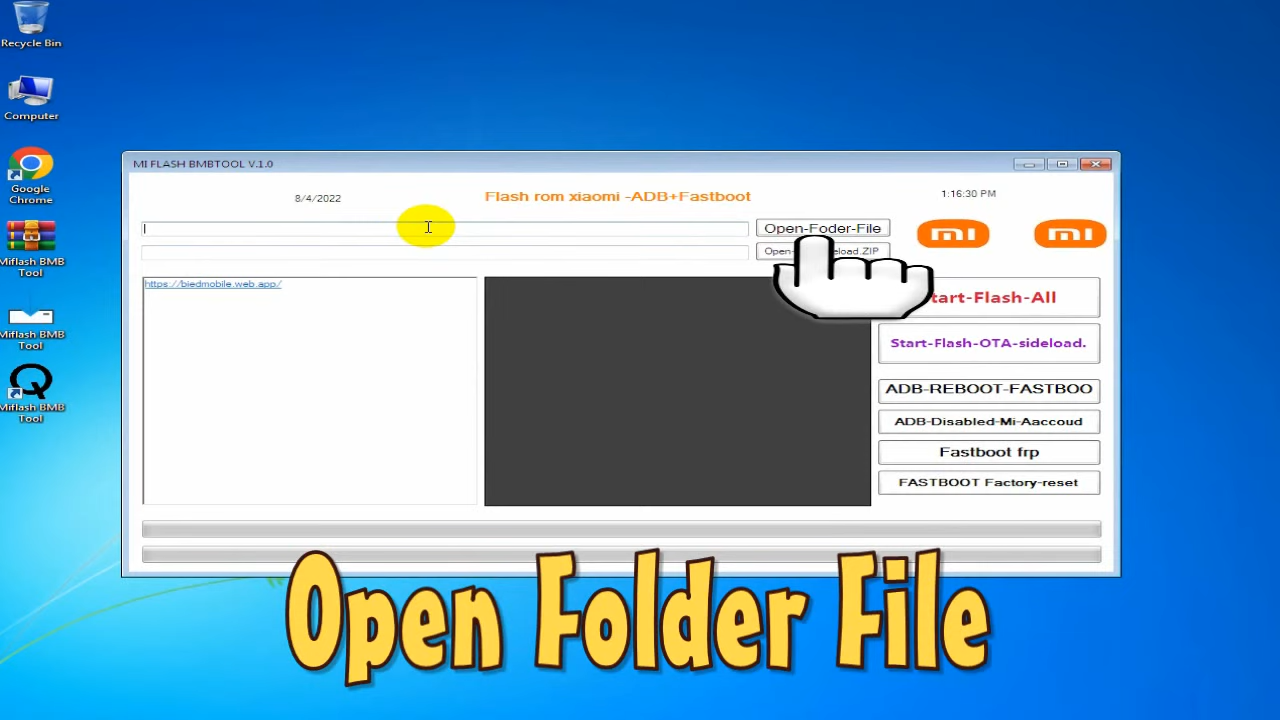 Recycle Bin
Computer
Google
Chrome
Miflash BMB
Tool
Miflash BMB
Tool
Miflash BMB
Tool
MI FLASH BMBTOOL V.1.0
8/4/2022
Flash rom xiaomi -ADB+Fastboot
1:16:30 PM
Open-Foder-File
mi
mi
Open- eload.ZIP
https://biedmobile.web.app/
tart-Flash-All
Start-Flash-OTA-sideload.
ADB-REBOOT-FASTBOO
ADB-Disabled-Mi-Aaccoud
Fastboot frp
FASTBOOT Factory-reset
Open Folder File